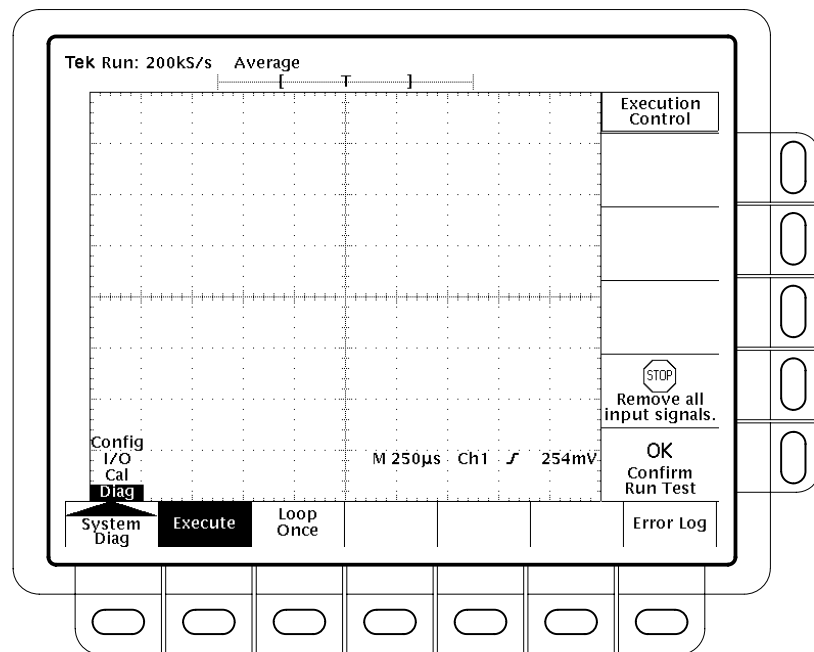 Tek Run: 200kS/s Average
[ T ]
Execution
Control
STOP
Remove all
input signals.
OK
Confirm
Run Test
Config
I/O
Cal
Diag
M 250µs Ch1 254mV
System
Diag
Execute
Loop
Once
Error Log